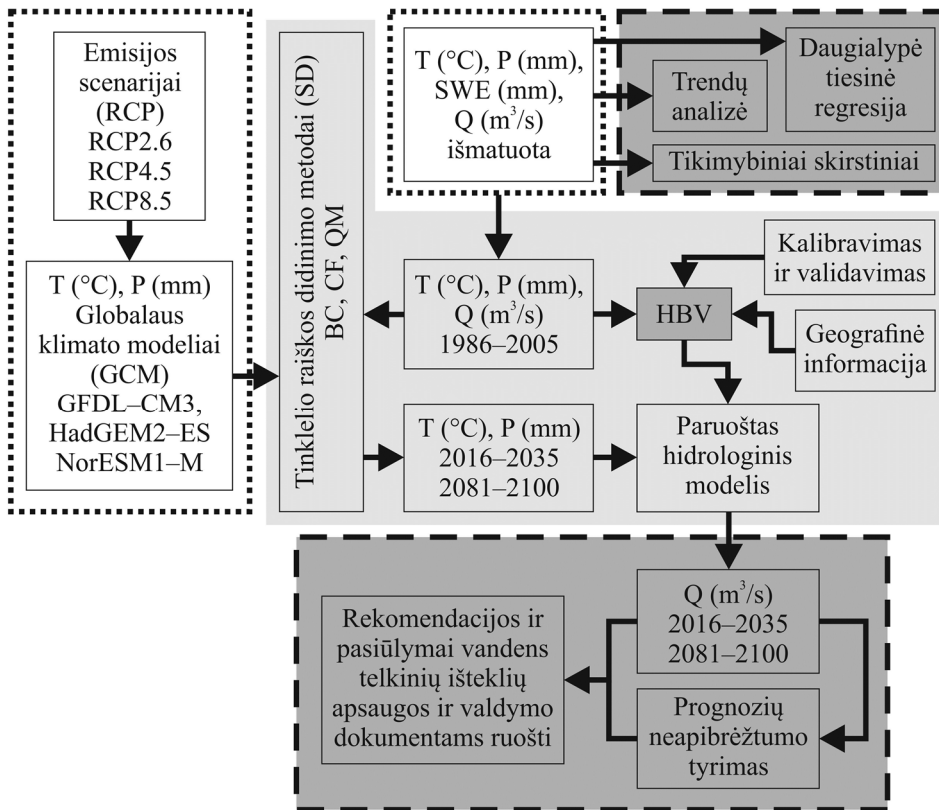 Emisijos
scenarijai
(RCP)
RCP2.6
RCP4.5
RCP8.5
T (°C), P (mm)
Globalaus
klimato modeliai
(GCM)
GFDL–CM3,
HadGEM2–ES
NorESM1–M
Tinklelio raiškos didinimo metodai (SD)
BC, CF, QM
T (°C), P (mm),
SWE (mm),
Q (m³/s)
išmatuota
Trendų
analizė
Daugialypė
tiesinė
regresija
Tikimybiniai skirstiniai
T (°C), P (mm),
Q (m³/s)
1986–2005
HBV
Kalibravimas
ir validavimas
Geografinė
informacija
T (°C), P (mm)
2016–2035
2081–2100
Paruoštas
hidrologinis
modelis
Q (m³/s)
2016–2035
2081–2100
Prognozių
neapibrėžtumo
tyrimas
Rekomendacijos ir
pasiūlymai vandens
telkinių išteklių
apsaugos ir valdymo
dokumentams ruošti